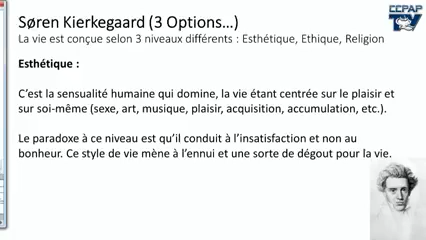 CCPAP
TV
Søren Kierkegaard (3 Options…)
La vie est conçue selon 3 niveaux différents : Esthétique, Ethique, Religion
Esthétique :
C’est la sensualité humaine qui domine, la vie étant centrée sur le plaisir et
sur soi-même (sexe, art, musique, plaisir, acquisition, accumulation, etc.).
Le paradoxe à ce niveau est qu’il conduit à l’insatisfaction et non au
bonheur. Ce style de vie mène à l’ennui et une sorte de dégout pour la vie.